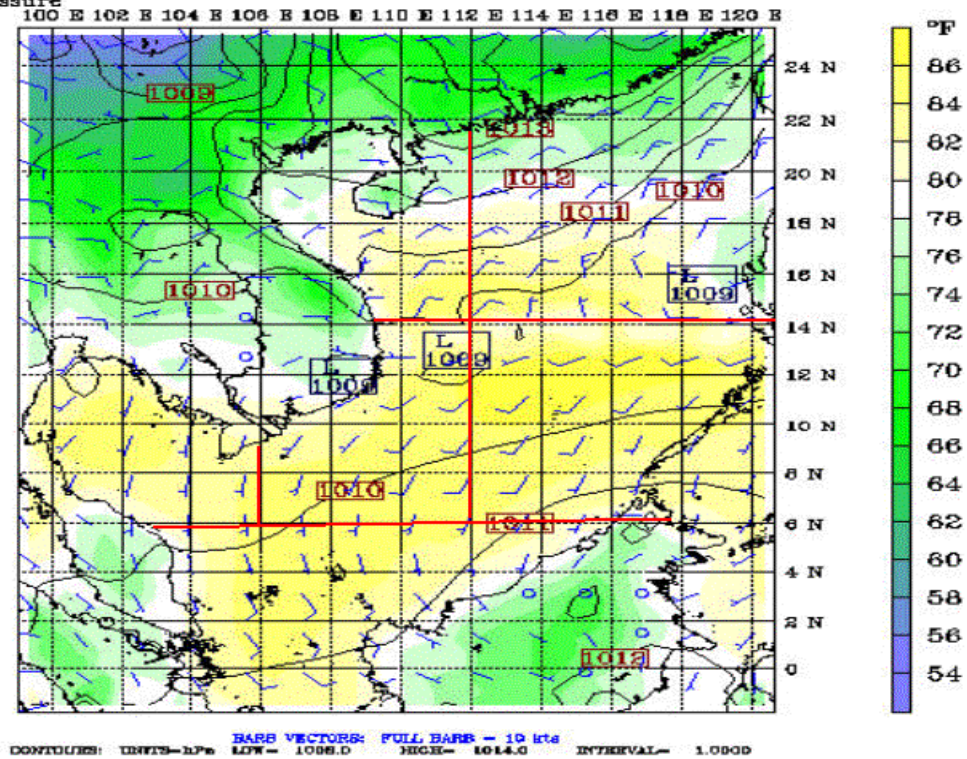 ssure
100 E 102 E 104 E 106 E 108 E 110 E 112 E 114 E 116 E 118 E 120 E
°F
24 N
22 N
20 N
18 N
16 N
14 N
12 N
10 N
8 N
6 N
4 N
2 N
0
86
84
82
80
78
76
74
72
70
68
66
64
62
60
58
56
54
1009
1013
1012
1010
1011
1010
L
1009
L
1009
L
1009
1010
1011
1012
BARB VECTORS: FULL BARB = 10 kts
CONTOURS: UNITS=hPa LOW= 1008.0 HIGH= 1014.0 INTERVAL= 1.0000